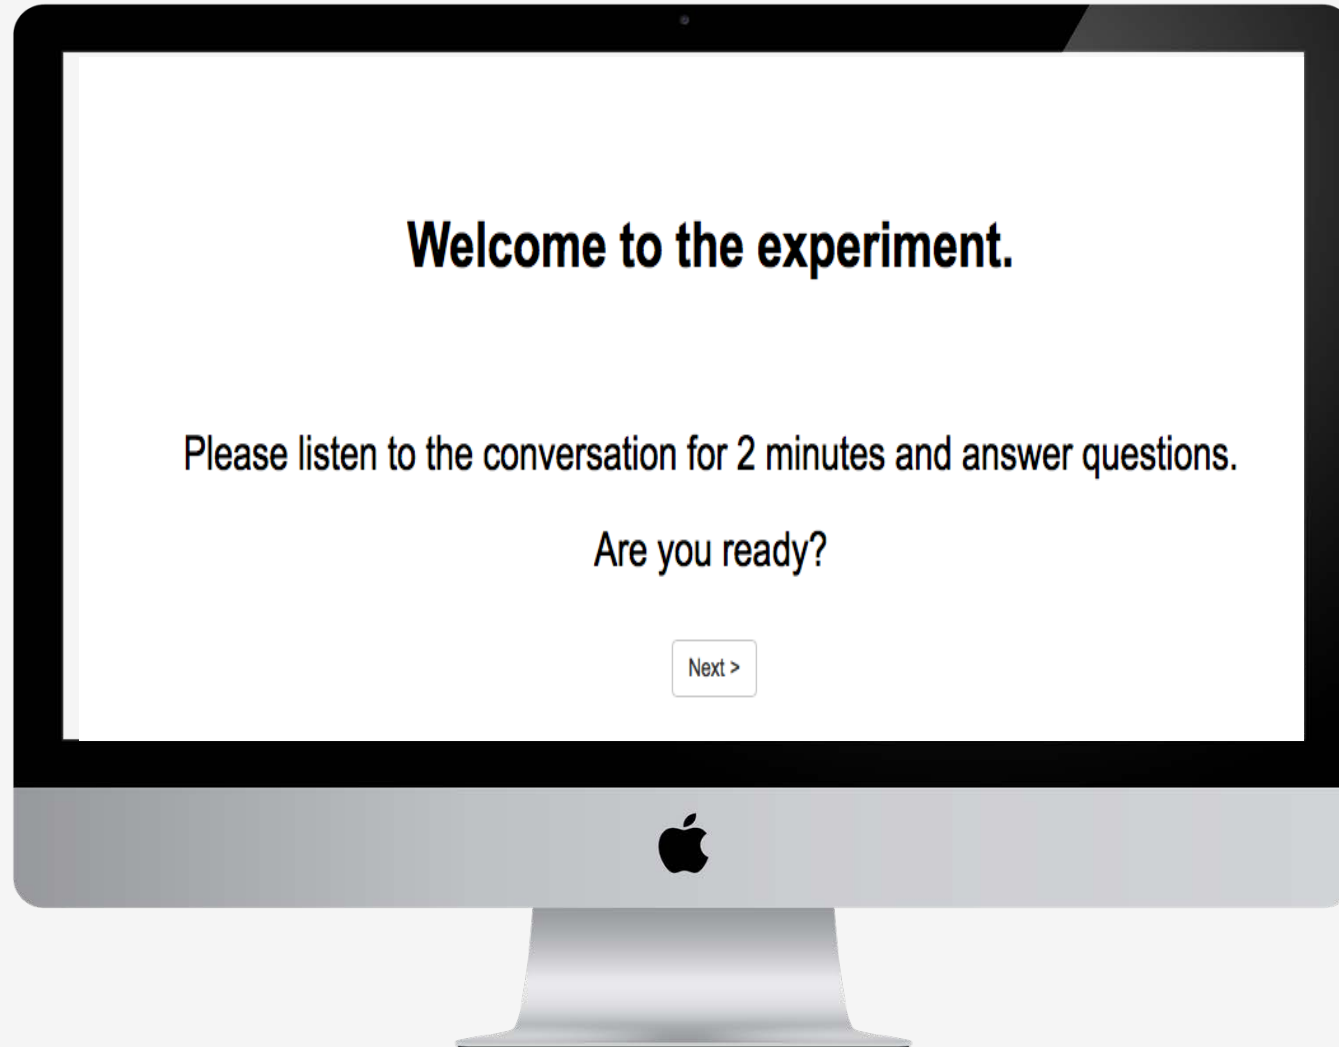 Welcome to the experiment.
Please listen to the conversation for 2 minutes and answer questions.
Are you ready?
Next >